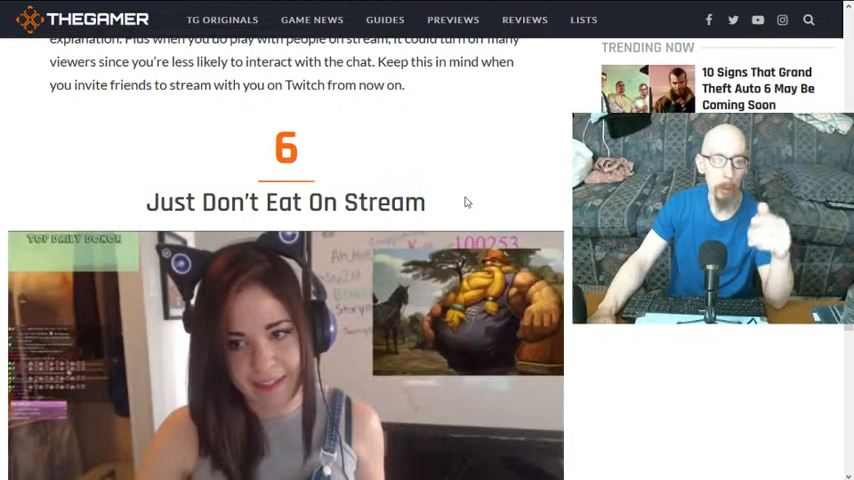 THEGAMER
TG ORIGINALS
GAME NEWS
GUIDES
PREVIEWS
REVIEWS
LISTS
explanation. Plus when you do play with people on stream, it could turn off many
viewers since you're less likely to interact with the chat. Keep this in mind when
you invite friends to stream with you on Twitch from now on.
TRENDING NOW
10 Signs That Grand
Theft Auto 6 May Be
Coming Soon
6
Just Don't Eat On Stream
TOP DAILY DONOR
100253